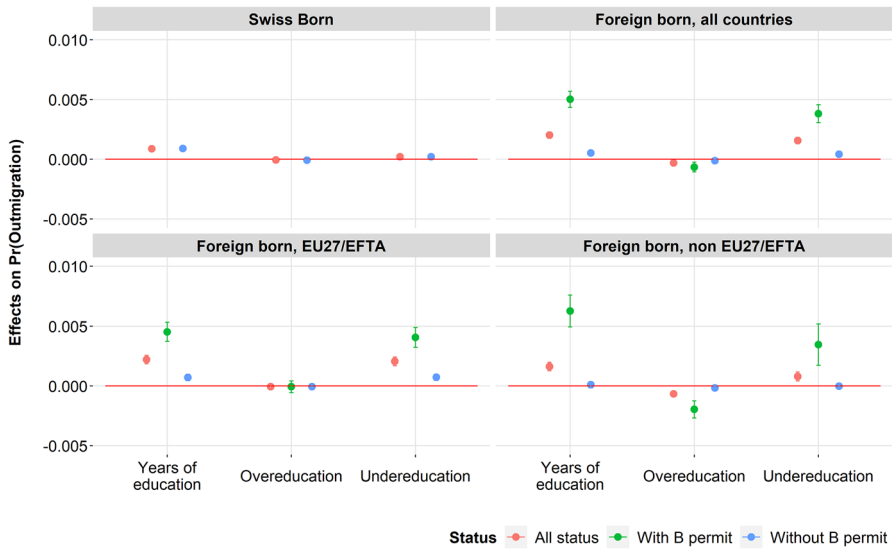 Swiss Born
Foreign born, all countries
0.010
0.005
0.000
-0.005
Foreign born, EU27/EFTA
Foreign born, non EU27/EFTA
0.010
0.005
0.000
-0.005
Effects on Pr(Outmigration)
Years of
education
Overeducation
Undereducation
Years of
education
Overeducation
Undereducation
Status All status With B permit Without B permit